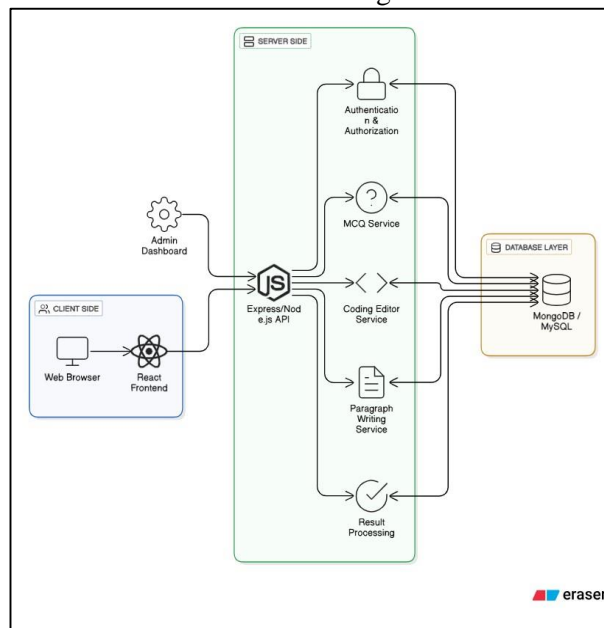 SERVER SIDE
Authenticatio
n &
Authorization
MCQ Service
Admin
Dashboard
Express/Nod
e.js API
Coding Editor
Service
DATABASE LAYER
MongoDB /
MySQL
CLIENT SIDE
Web Browser
React
Frontend
Paragraph
Writing
Service
Result
Processing
eraser